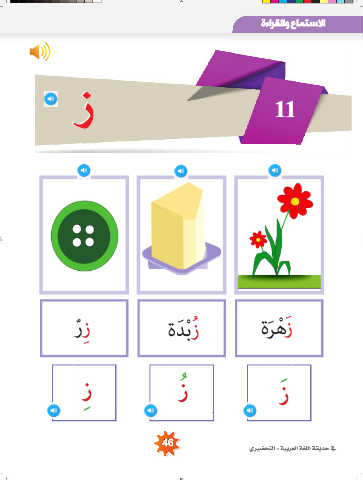 الاستماع والقراءة
11
ز
زَهْرَة
زُبْدَة
زِرٌّ
زَ
زُ
زِ
46
في حديقة اللغة العربية - التحضيري